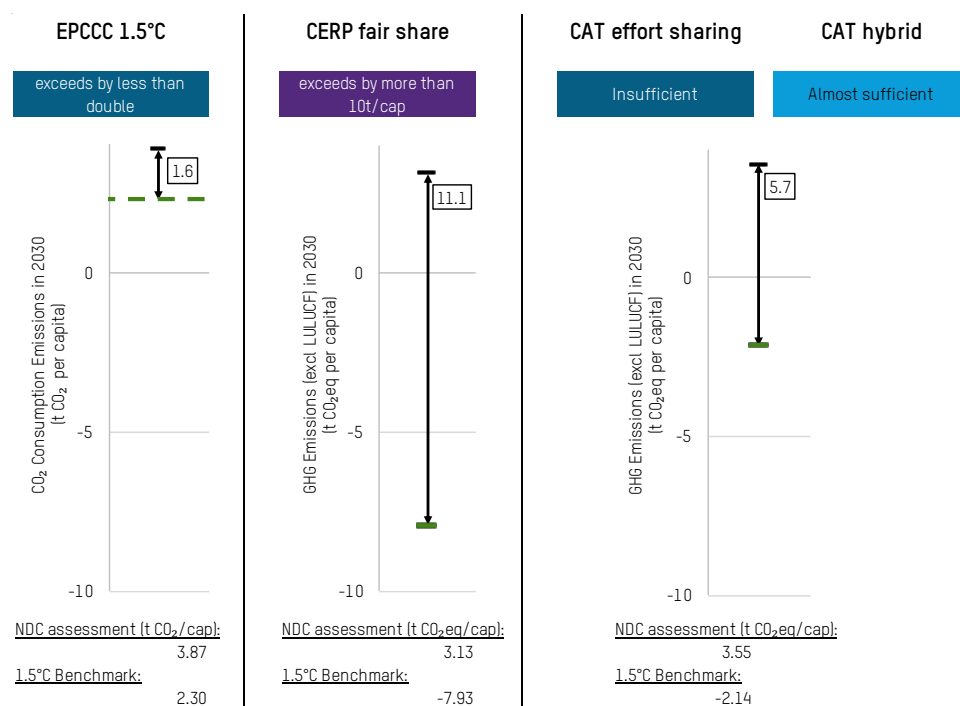 EPCCC 1.5°C
exceeds by less than
double
1.6
0
-5
-10
CO₂ Consumption Emissions in 2030
(t CO₂ per capita)
NDC assessment (t CO₂/cap):
3.87
1.5°C Benchmark:
2.30
CERP fair share
exceeds by more than
10t/cap
11.1
0
-5
-10
GHG Emissions (excl LULUCF) in 2030
(t CO₂eq per capita)
NDC assessment (t CO₂eq/cap):
3.13
1.5°C Benchmark:
-7.93
CAT effort sharing
Insufficient
CAT hybrid
Almost sufficient
5.7
0
-5
-10
GHG Emissions (excl LULUCF) in 2030
(t CO₂eq per capita)
NDC assessment (t CO₂eq/cap):
3.55
1.5°C Benchmark:
-2.14